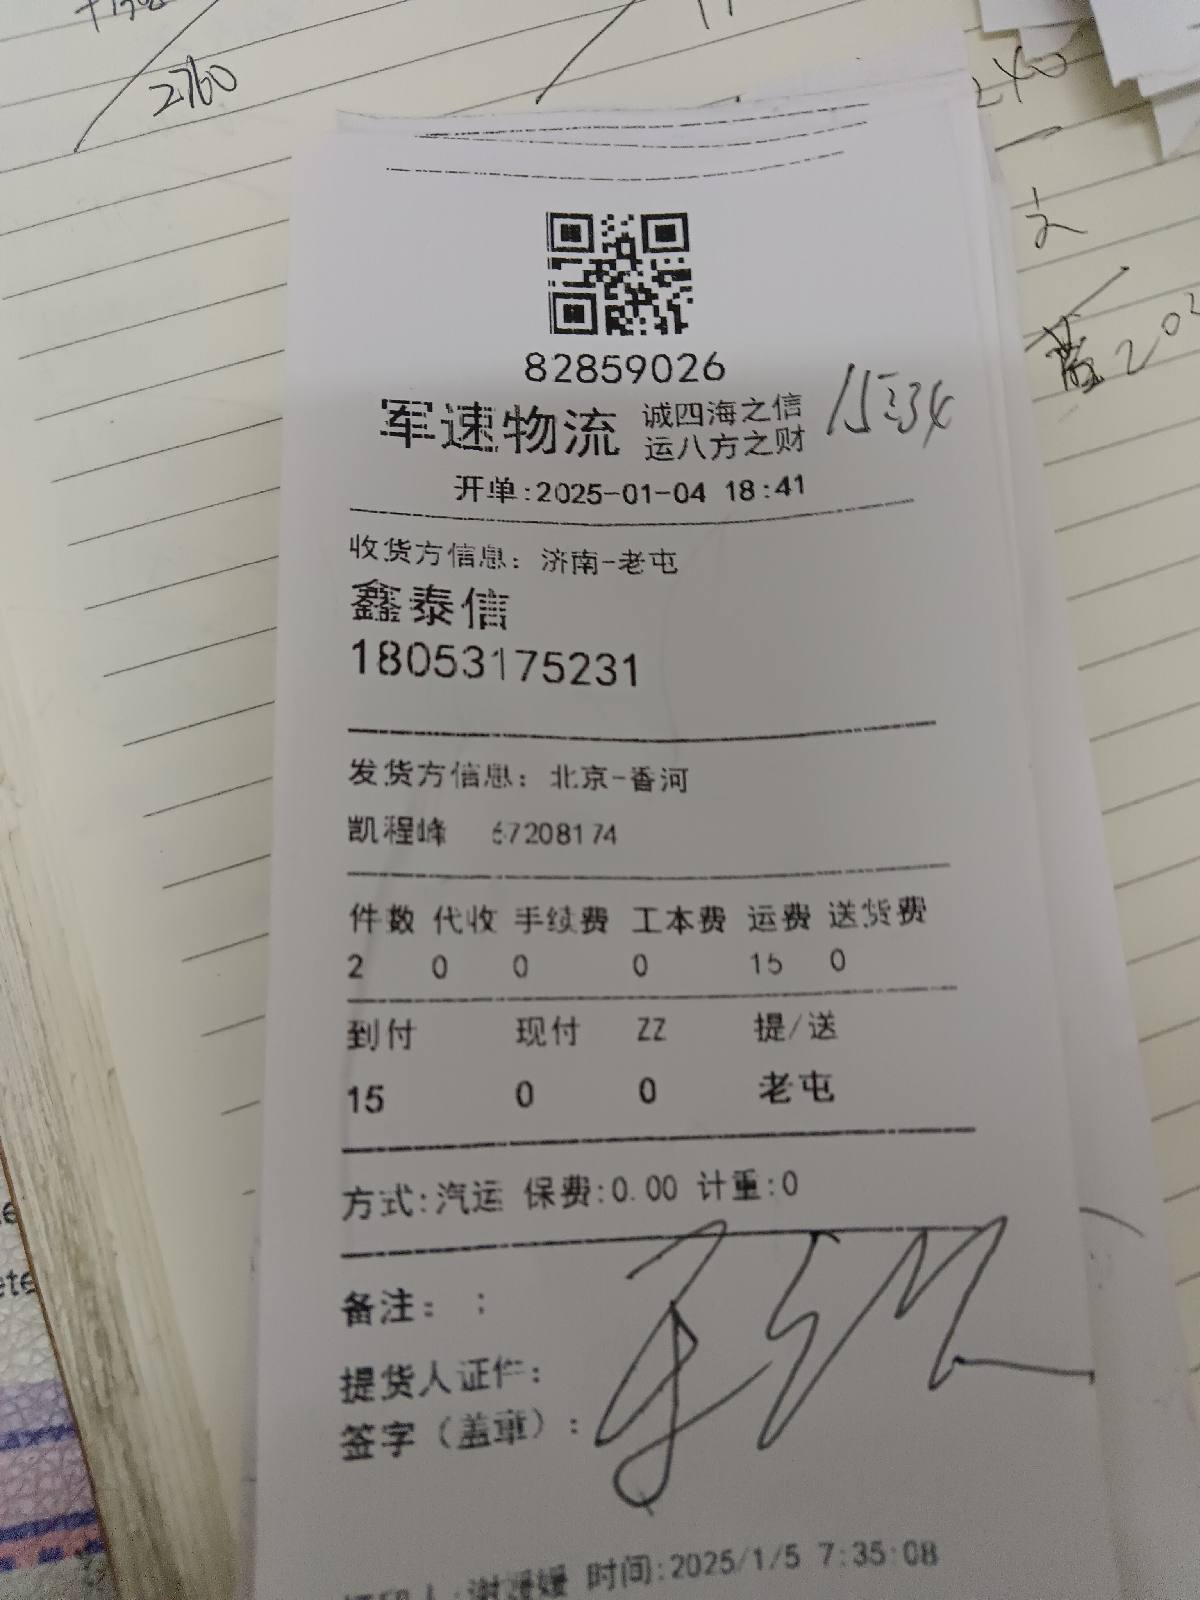 2760
240
82859026
军速物流 诚四海之信
运八方之财
开单:2025-01-04 18:41
收货方信息: 济南-老屯
鑫泰信
18053175231
发货方信息: 北京-香河
凯程峰 67208174
件数 代收 手续费 工本费 运费 送货费
2 0 0 0 15 0
到付 现付 ZZ 提/送
15 0 0 老屯
方式:汽运 保费:0.00 计重:0
备注: ;
提货人证件:
签字（盖章）:
谢媛媛 时间:2025/1/5 7:35:08